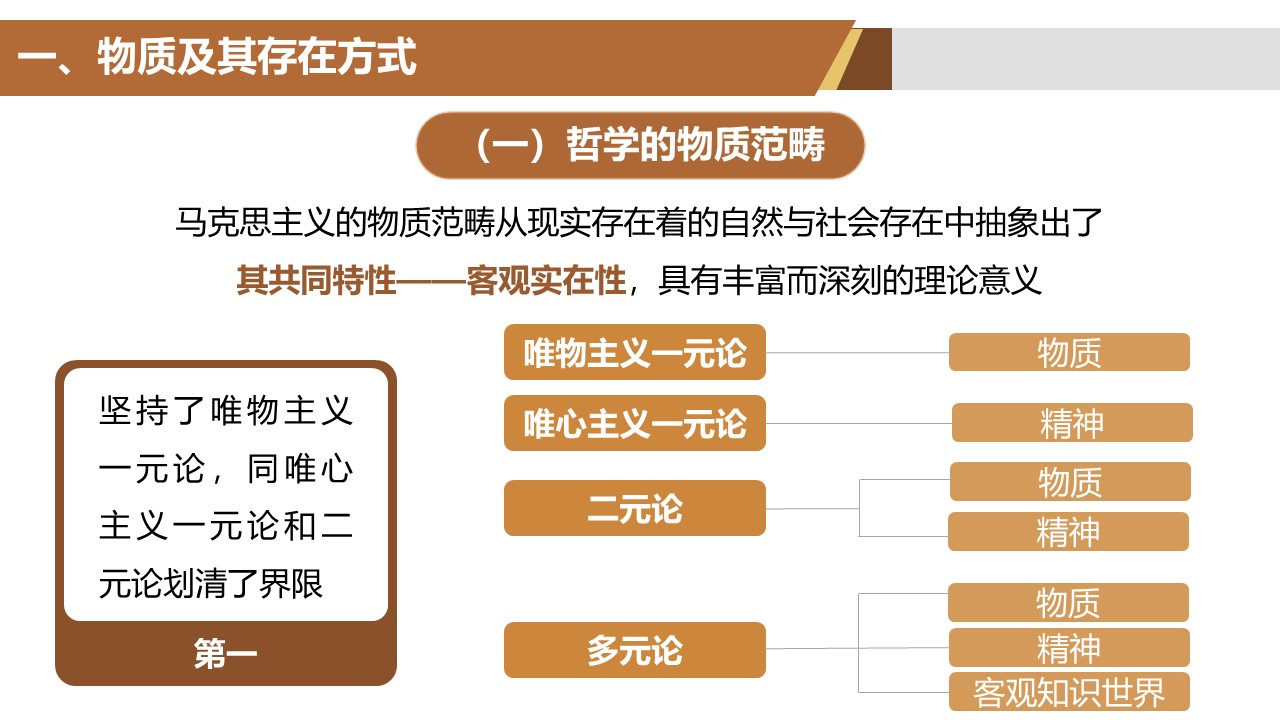 一、物质及其存在方式
（一）哲学的物质范畴
马克思主义的物质范畴从现实存在着的自然与社会存在中抽象出了
其共同特性——客观实在性，具有丰富而深刻的理论意义
坚持了唯物主义
一元论，同唯心
主义一元论和二
元论划清了界限
第一
唯物主义一元论
物质
唯心主义一元论
精神
二元论
物质
精神
多元论
物质
精神
客观知识世界